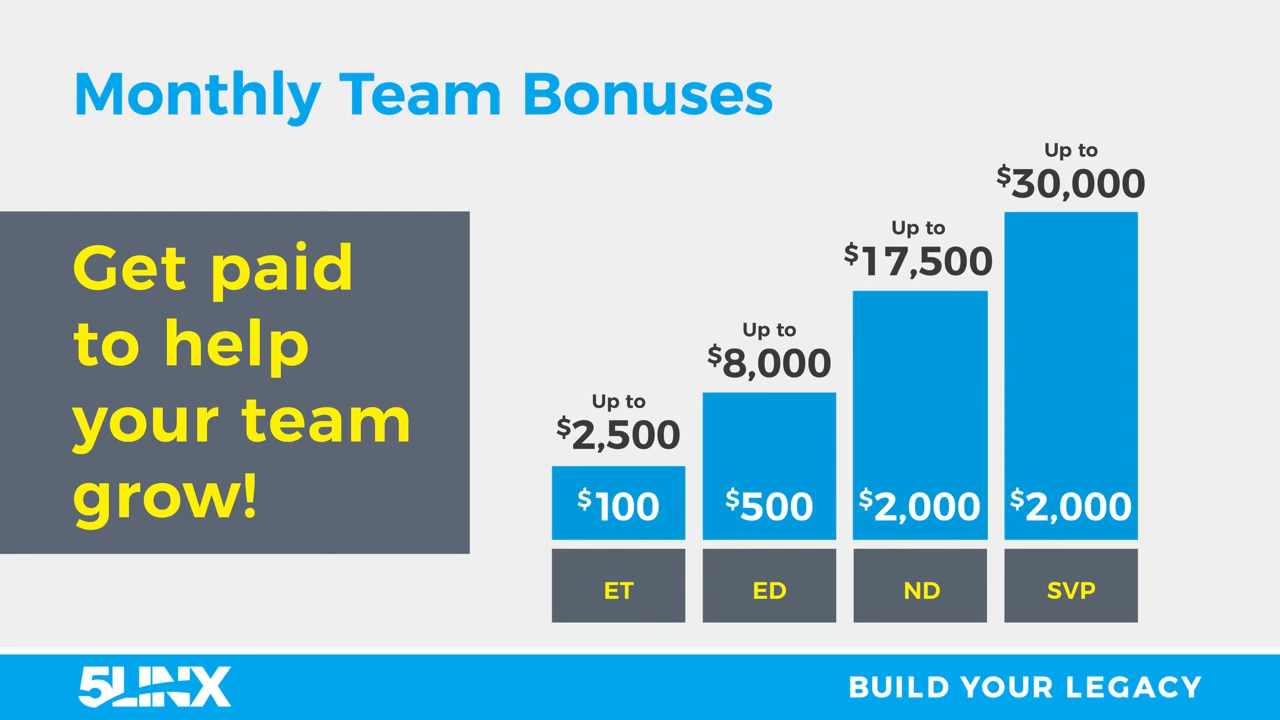 Monthly Team Bonuses
Get paid
to help
your team
grow!
Up to
$2,500
$100
ET
Up to
$8,000
$500
ED
Up to
$17,500
$2,000
ND
Up to
$30,000
$2,000
SVP
5LINX
BUILD YOUR LEGACY